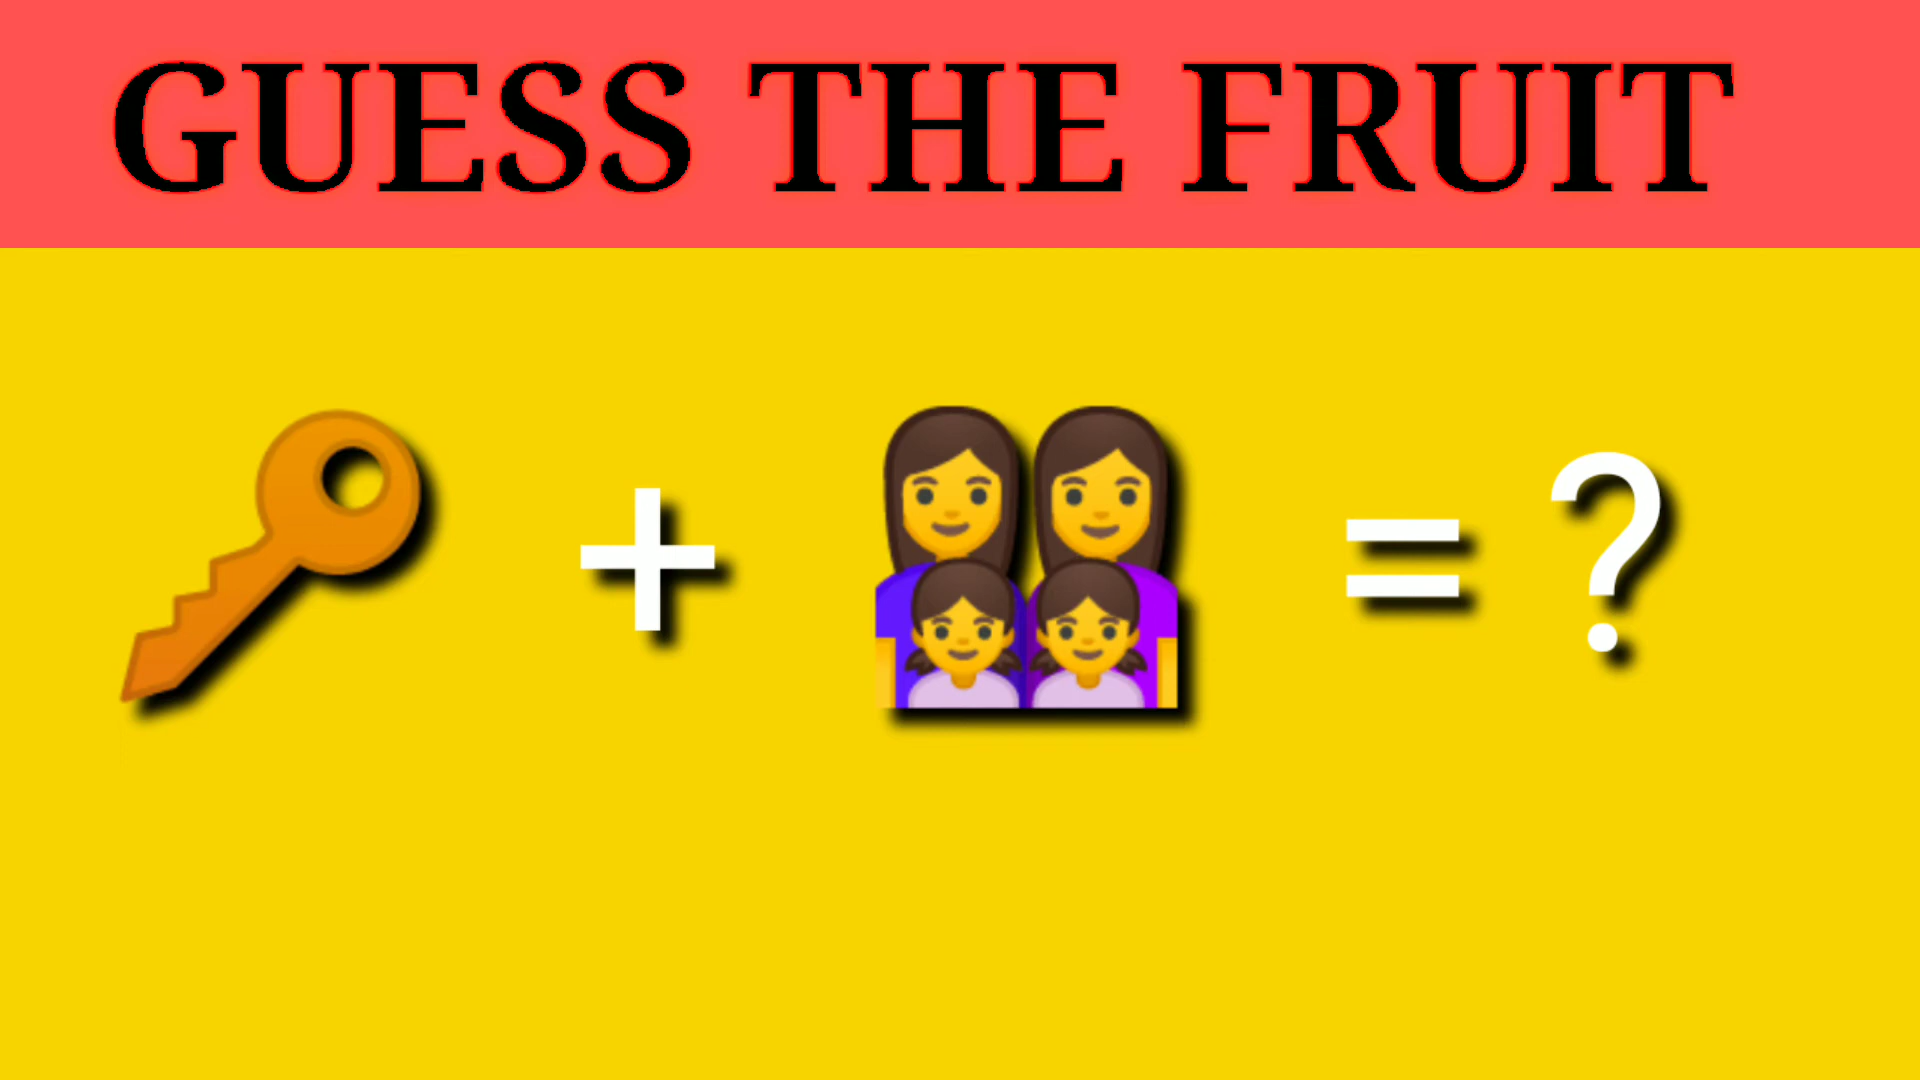 GUESS THE FRUIT
+ = ?